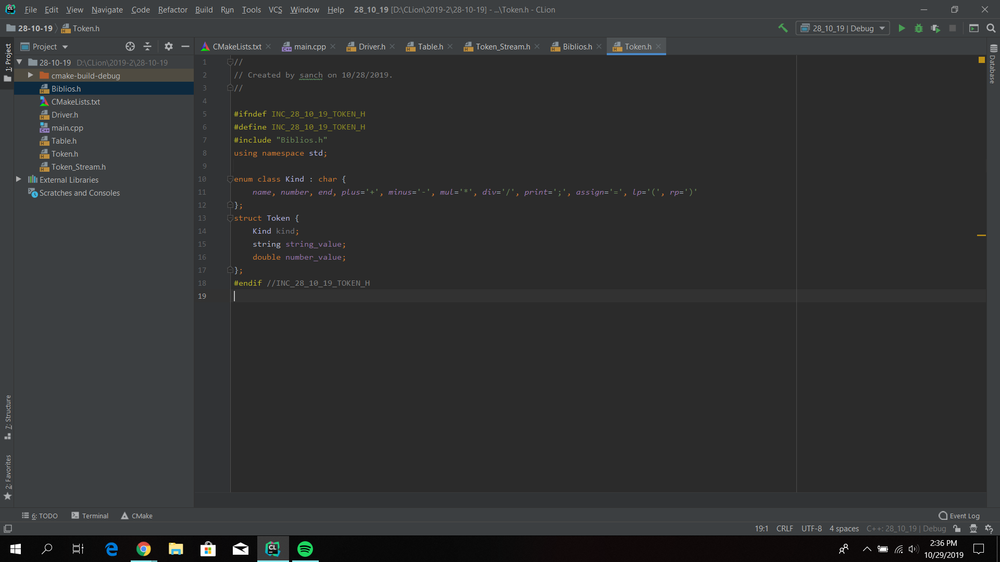 File Edit View Navigate Code Refactor Build Run Tools VCS Window Help 28_10_19 [D:\CLion\2019-2\28-10-19] - ...\Token.h - CLion
28-10-19 Token.h 28_10_19 | Debug
Project CMakeLists.txt main.cpp Driver.h Table.h Token_Stream.h Biblios.h Token.h
1: Project
28-10-19 D:\CLion\2019-2\28-10-19
cmake-build-debug
Biblios.h
CMakeLists.txt
Driver.h
main.cpp
Table.h
Token.h
Token_Stream.h
External Libraries
Scratches and Consoles
7: Structure
2: Favorites
1 //
2 // Created by sanch on 10/28/2019.
3 //
4
5 #ifndef INC_28_10_19_TOKEN_H
6 #define INC_28_10_19_TOKEN_H
7 #include "Biblios.h"
8 using namespace std;
9
10 enum class Kind : char {
11 name, number, end, plus='+', minus='-', mul='*', div='/', print=';', assign='=', lp='(', rp=')'
12 };
13 struct Token {
14 Kind kind;
15 string string_value;
16 double number_value;
17 };
18 #endif //INC_28_10_19_TOKEN_H
19
Database
6: TODO Terminal CMake Event Log
19:1 CRLF UTF-8 4 spaces C++: 28_10_19 | Debug
2:36 PM
10/29/2019